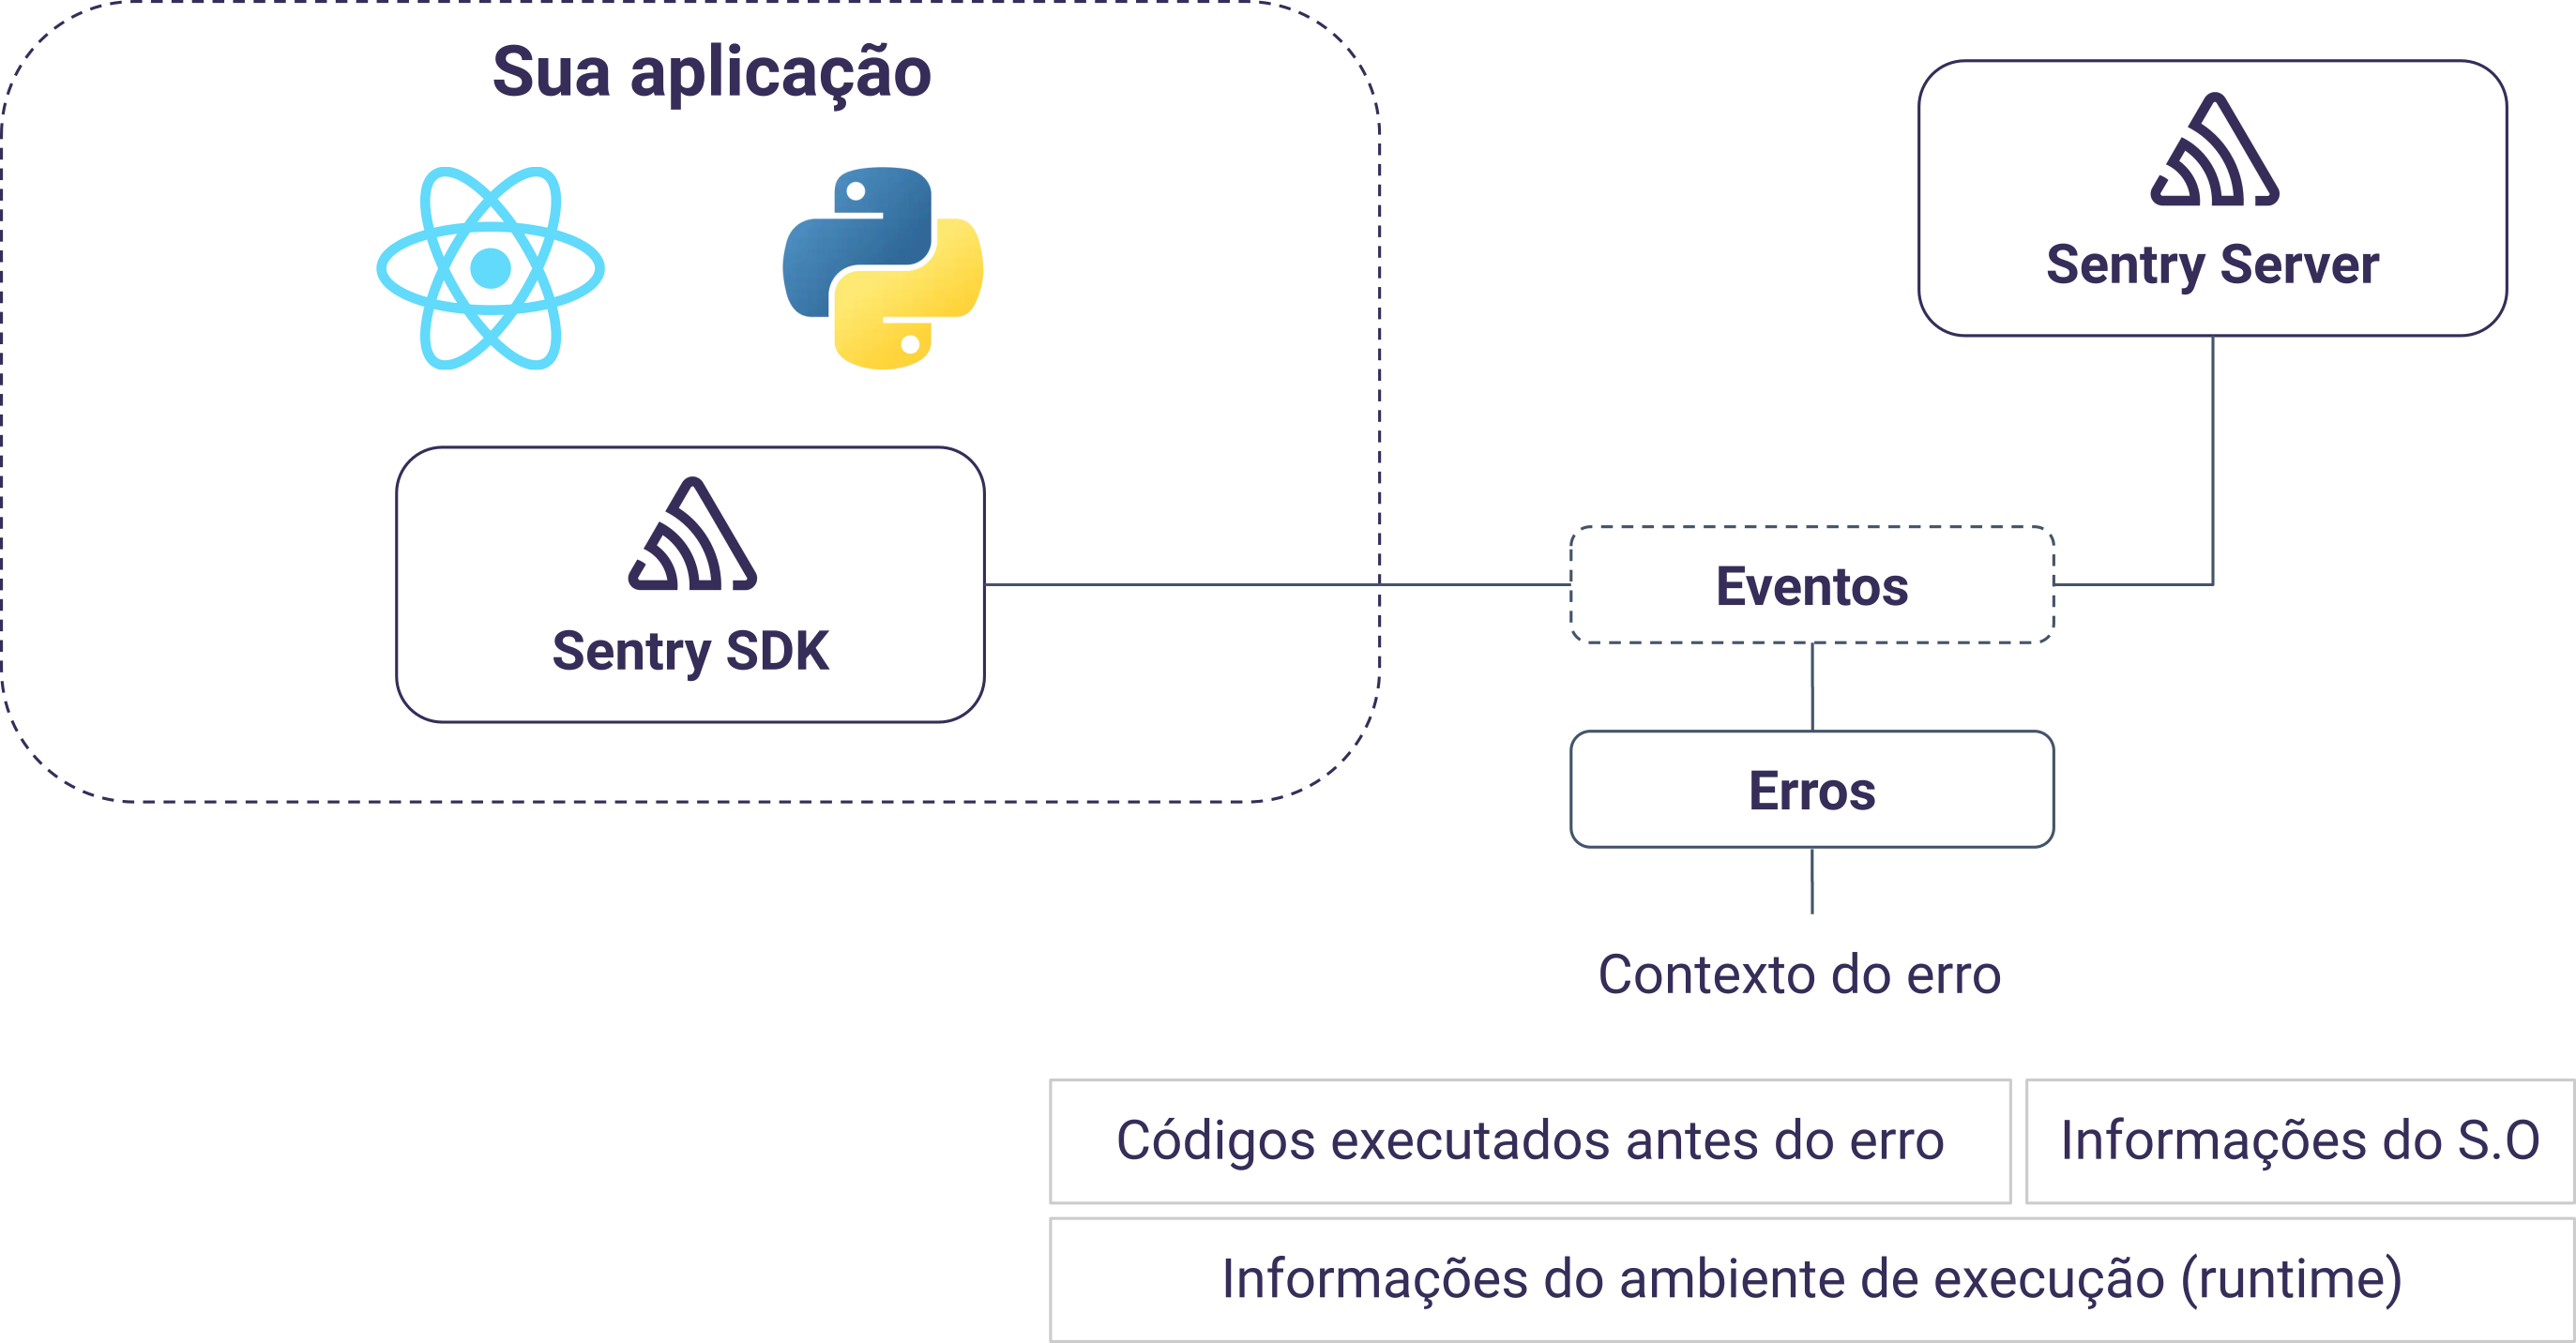 Sua aplicação
Sentry Server
Sentry SDK
Eventos
Erros
Contexto do erro
Códigos executados antes do erro
Informações do S.O
Informações do ambiente de execução (runtime)